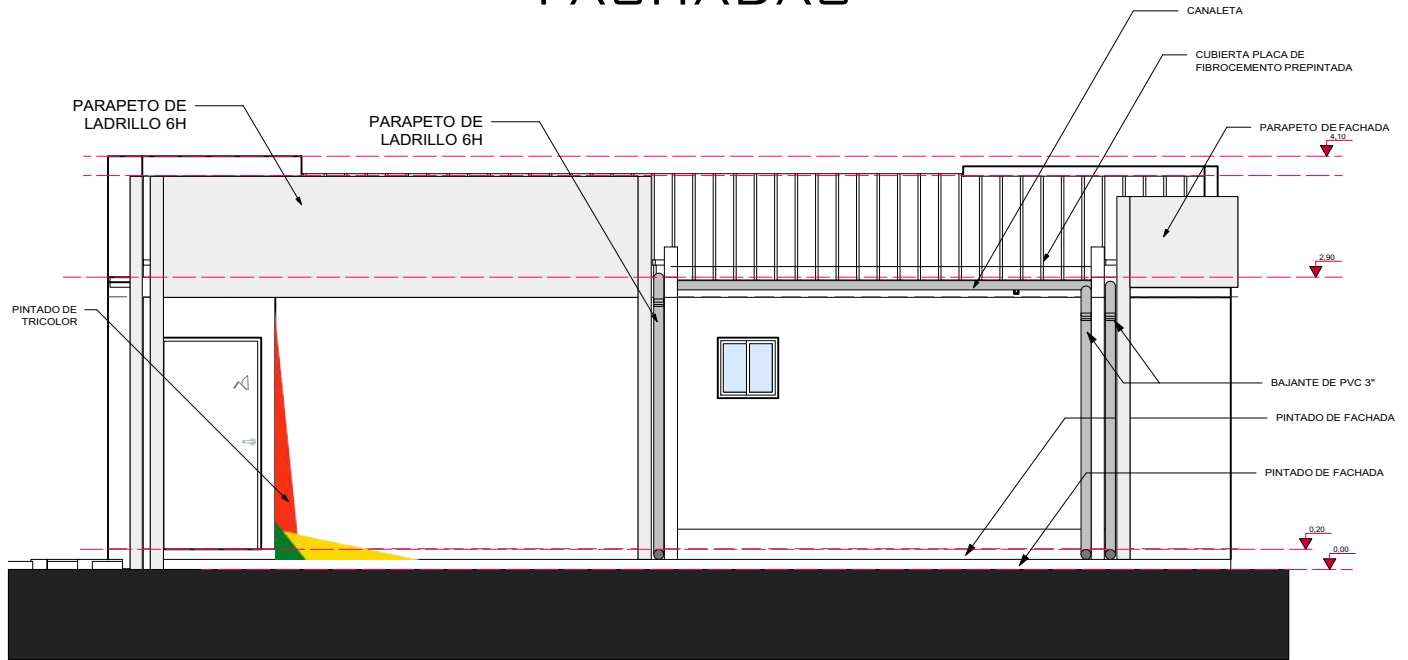 FACHADAS
CANALETA
CUBIERTA PLACA DE
FIBROCEMENTO PREPINTADA
PARAPETO DE
LADRILLO 6H
PARAPETO DE
LADRILLO 6H
PARAPETO DE FACHADA
4,10
2,90
PINTADO DE
TRICOLOR
BAJANTE DE PVC 3"
PINTADO DE FACHADA
PINTADO DE FACHADA
0,20
0,00